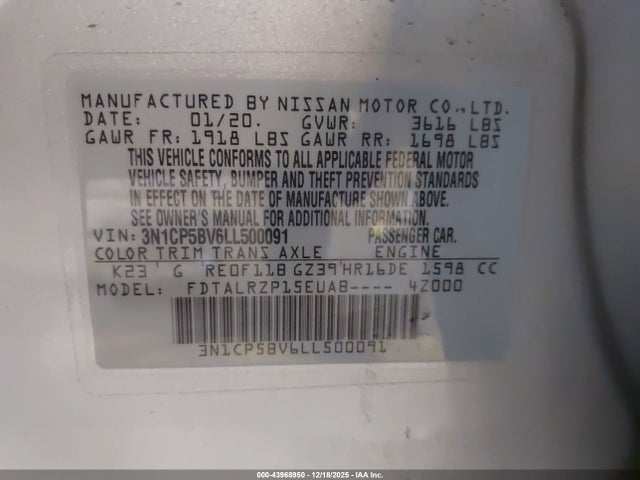 MANUFACTURED BY NISSAN MOTOR CO.,LTD.
DATE: 01/20. GVWR: 3616 LBS
GAWR FR: 1918 LBS GAWR RR: 1698 LBS
THIS VEHICLE CONFORMS TO ALL APPLICABLE FEDERAL MOTOR
VEHICLE SAFETY, BUMPER AND THEFT PREVENTION STANDARDS
IN EFFECT ON THE DATE OF MANUFACTURE SHOWN ABOVE.
SEE OWNER'S MANUAL FOR ADDITIONAL INFORMATION.
VIN: 3N1CP5BV6LL500091 PASSENGER CAR.
COLOR TRIM TRANS AXLE ENGINE
K23 G RE0F11B GZ39 HR16DE 1598 CC
MODEL: FDTALRZP15EUAB---- 4Z000
3N1CP5BV6LL500091
000-43968950 - 12/18/2025 - IAA Inc.